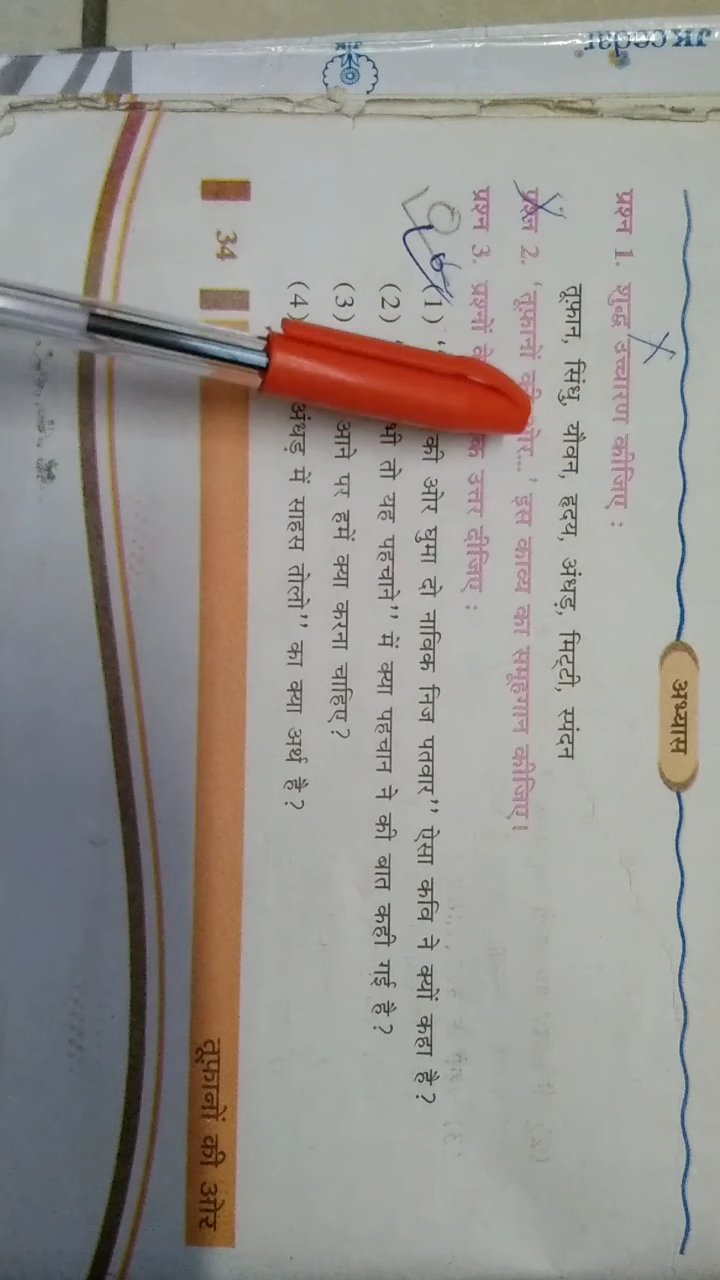 JK cedar
अभ्यास
प्रश्न 1. शुद्ध उच्चारण कीजिए :
तूफान, सिंधु, यौवन, हृदय, अंधड़, मिट्टी, स्पंदन
प्रश्न 2. 'तूफानों की ओर...' इस काव्य का समूहगान कीजिए।
प्रश्न 3. प्रश्नों के उत्तर दीजिए :
(1) की ओर घुमा दो नाविक निज पतवार" ऐसा कवि ने क्यों कहा है?
(2) भी तो यह पहचाने" में क्या पहचान ने की बात कही गई है?
(3) आने पर हमें क्या करना चाहिए?
(4) अंधड़ में साहस तोलो" का क्या अर्थ है?
34 तूफानों की ओर